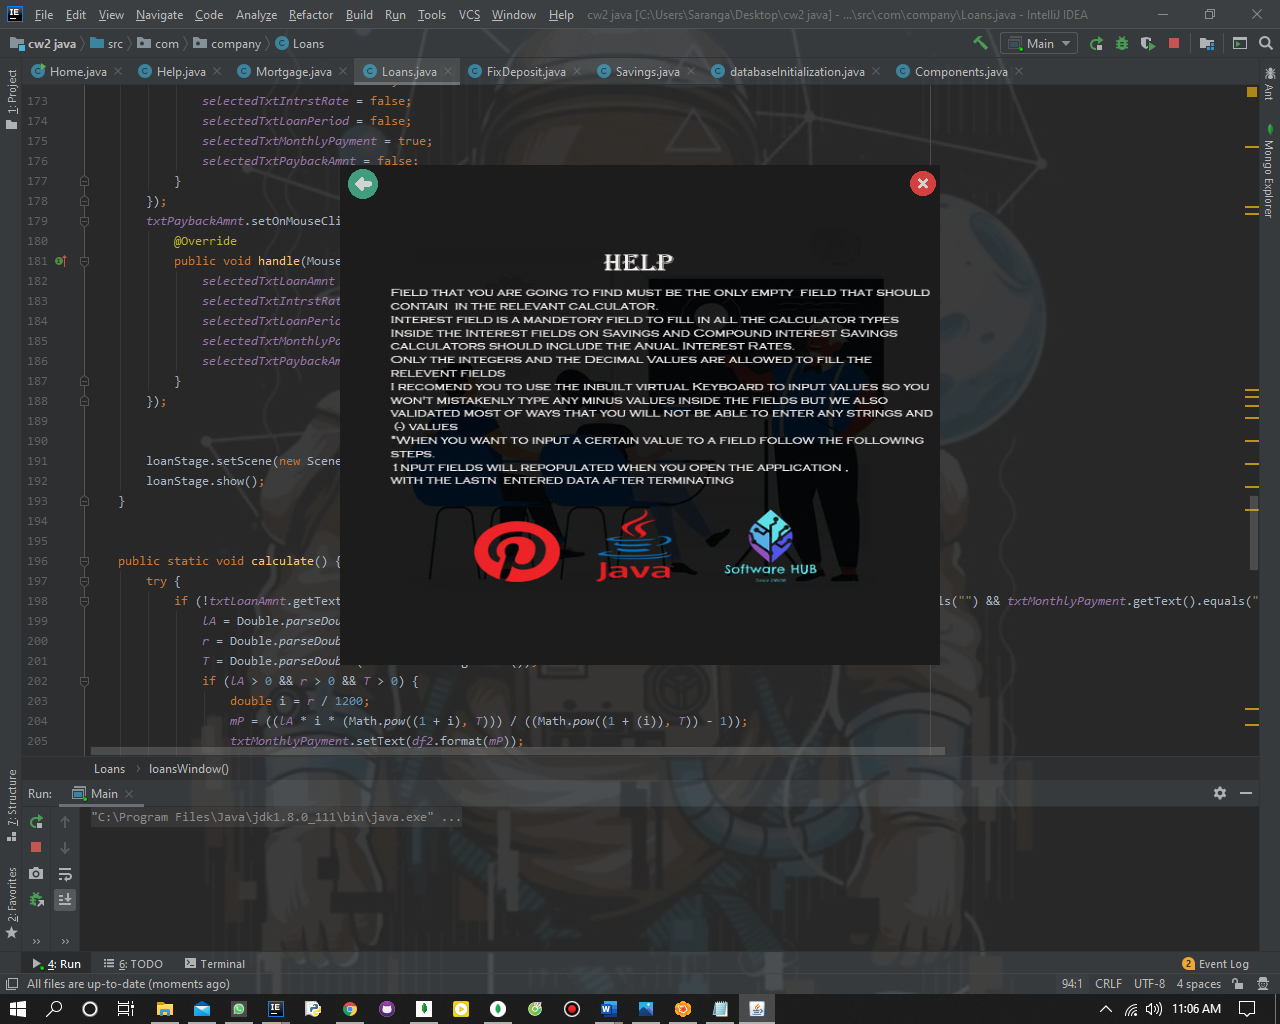 File Edit View Navigate Code Analyze Refactor Build Run Tools VCS Window Help cw2 java [C:\Users\Saranga\Desktop\cw2 java] - ...\src\com\company\Loans.java - IntelliJ IDEA
cw2 java src com company Loans Main
Home.java Help.java Mortgage.java Loans.java FixDeposit.java Savings.java databaseInitialization.java Components.java
1: Project
Ant
Mongo Explorer
173 selectedTxtIntrstRate = false;
174 selectedTxtLoanPeriod = false;
175 selectedTxtMonthlyPayment = true;
176 selectedTxtPaybackAmnt = false;
177 }
178 });
179 txtPaybackAmnt.setOnMouseCli
180 @Override
181 public void handle(Mouse
182 selectedTxtLoanAmnt
183 selectedTxtIntrstRat
184 selectedTxtLoanPerio
185 selectedTxtMonthlyPa
186 selectedTxtPaybackAm
187 }
188 });
189
190
191 loanStage.setScene(new Scene
192 loanStage.show();
193 }
194
195
196 public static void calculate() {
197 try {
198 if (!txtLoanAmnt.getText ls("") && txtMonthlyPayment.getText().equals("
199 lA = Double.parseDou
200 r = Double.parseDoub
201 T = Double.parseDoub
202 if (lA > 0 && r > 0 && T > 0) {
203 double i = r / 1200;
204 mP = ((lA * i * (Math.pow((1 + i), T))) / ((Math.pow((1 + (i)), T)) - 1));
205 txtMonthlyPayment.setText(df2.format(mP));
HELP
Field that you are going to find must be the only empty field that should
contain in the relevant calculator.
Interest field is a mandetory field to fill in all the calculator types
Inside the Interest fields on Savings and Compound interest Savings
calculators should include the Anual Interest Rates.
Only the integers and the Decimal Values are allowed to fill the
relevent fields
I recomend you to use the inbuilt virtual Keyboard to input values so you
won't mistakenly type any minus values inside the fields but we also
validated most of ways that you will not be able to enter any strings and
(-) values
*When you want to input a certain value to a field follow the following
steps.
1nput fields will repopulated when you open the application ,
with the lastn entered data after terminating
Java
Software HUB
Since 2000
Loans loansWindow()
Run: Main
"C:\Program Files\Java\jdk1.8.0_111\bin\java.exe" ...
7: Structure
2: Favorites
4: Run 6: TODO Terminal 2 Event Log
All files are up-to-date (moments ago) 94:1 CRLF UTF-8 4 spaces
11:06 AM